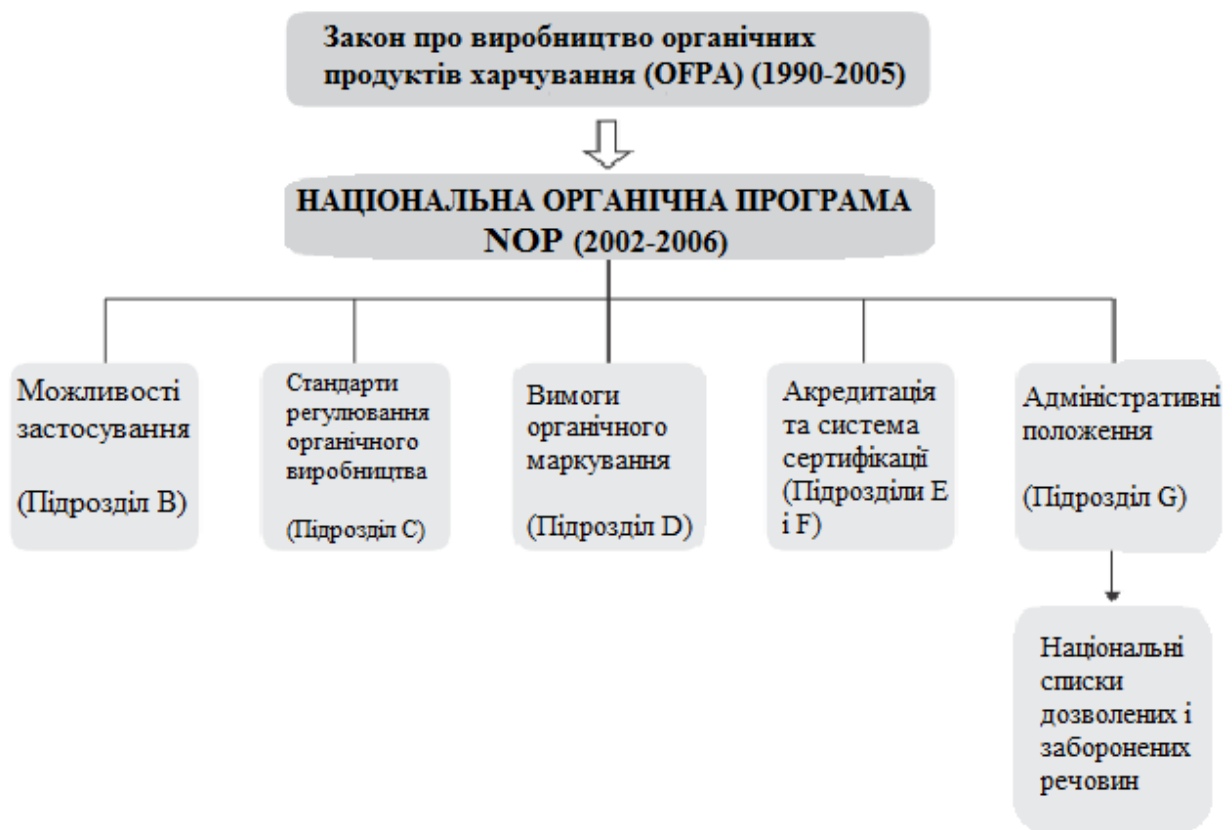 Закон про виробництво органічних
продуктів харчування (OFPA) (1990-2005)
НАЦІОНАЛЬНА ОРГАНІЧНА ПРОГРАМА
NOP (2002-2006)
Можливості
застосування
(Підрозділ B)
Стандарти
регулювання
органічного
виробництва
(Підрозділ C)
Вимоги
органічного
маркування
(Підрозділ D)
Акредитація
та система
сертифікації
(Підрозділи E
і F)
Адміністративні
положення
(Підрозділ G)
Національні
списки
дозволених і
заборонених
речовин